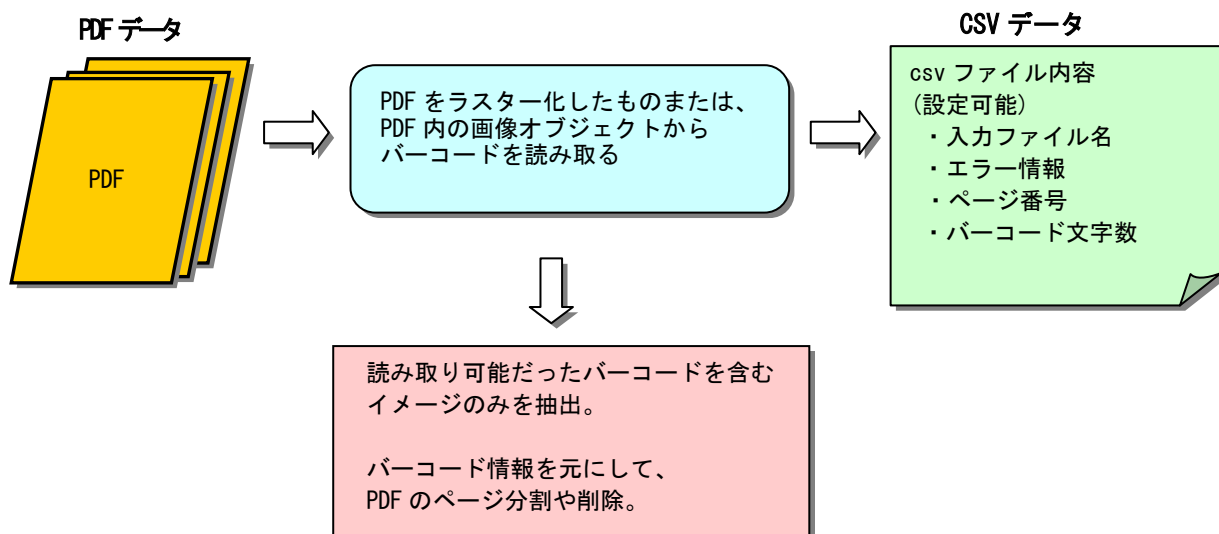 PDF データ
CSV データ
PDF
PDF をラスター化したものまたは、
PDF 内の画像オブジェクトから
バーコードを読み取る
csv ファイル内容
(設定可能)
・入力ファイル名
・エラー情報
・ページ番号
・バーコード文字数
読み取り可能だったバーコードを含む
イメージのみを抽出。
バーコード情報を元にして、
PDF のページ分割や削除。